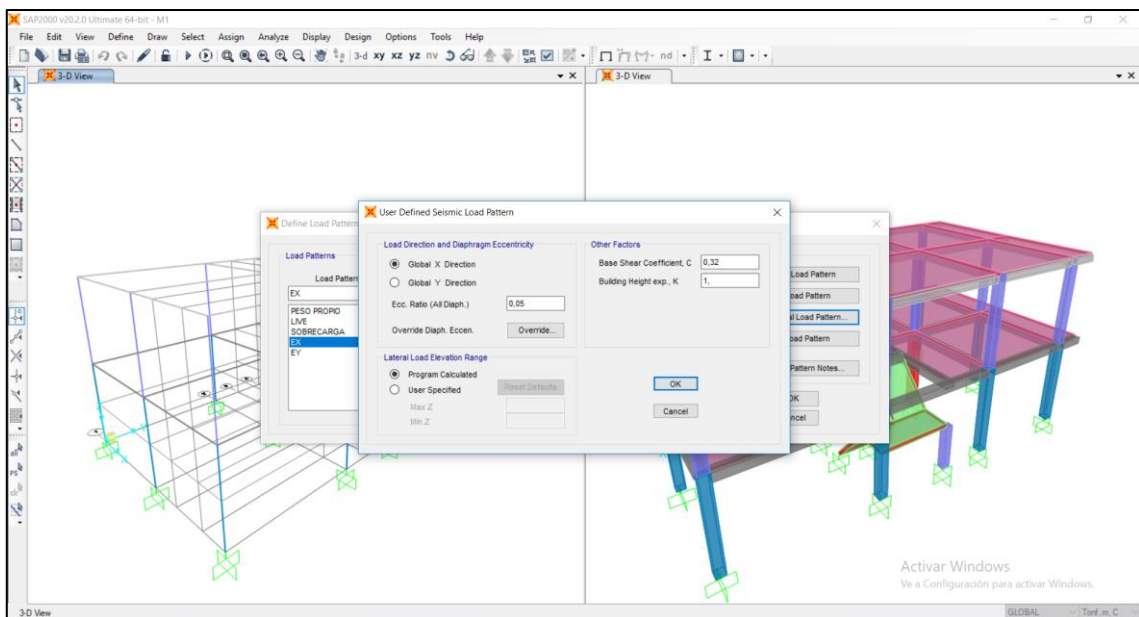 SAP2000 v20.2.0 Ultimate 64-bit - M1
File Edit View Define Draw Select Assign Analyze Display Design Options Tools Help
3-d xy xz yz nv nd
3-D View
3-D View
Define Load Pattern
Load Patterns
Load Pattern
EX
PESO PROPIO
LIVE
SOBRECARGA
EX
EY
User Defined Seismic Load Pattern
Load Direction and Diaphragm Eccentricity
Global X Direction
Global Y Direction
Ecc. Ratio (All Diaph.) 0,05
Override Diaph. Eccen. Override...
Lateral Load Elevation Range
Program Calculated
User Specified Reset Defaults
Max Z
Min Z
Other Factors
Base Shear Coefficient, C 0,32
Building Height exp., K 1,
OK
Cancel
Load Pattern
oad Pattern
al Load Pattern...
oad Pattern
Pattern Notes...
OK
ncel
all
PS
clr
Activar Windows
Ve a Configuración para activar Windows.
3-D View
GLOBAL
Tonf, m, C